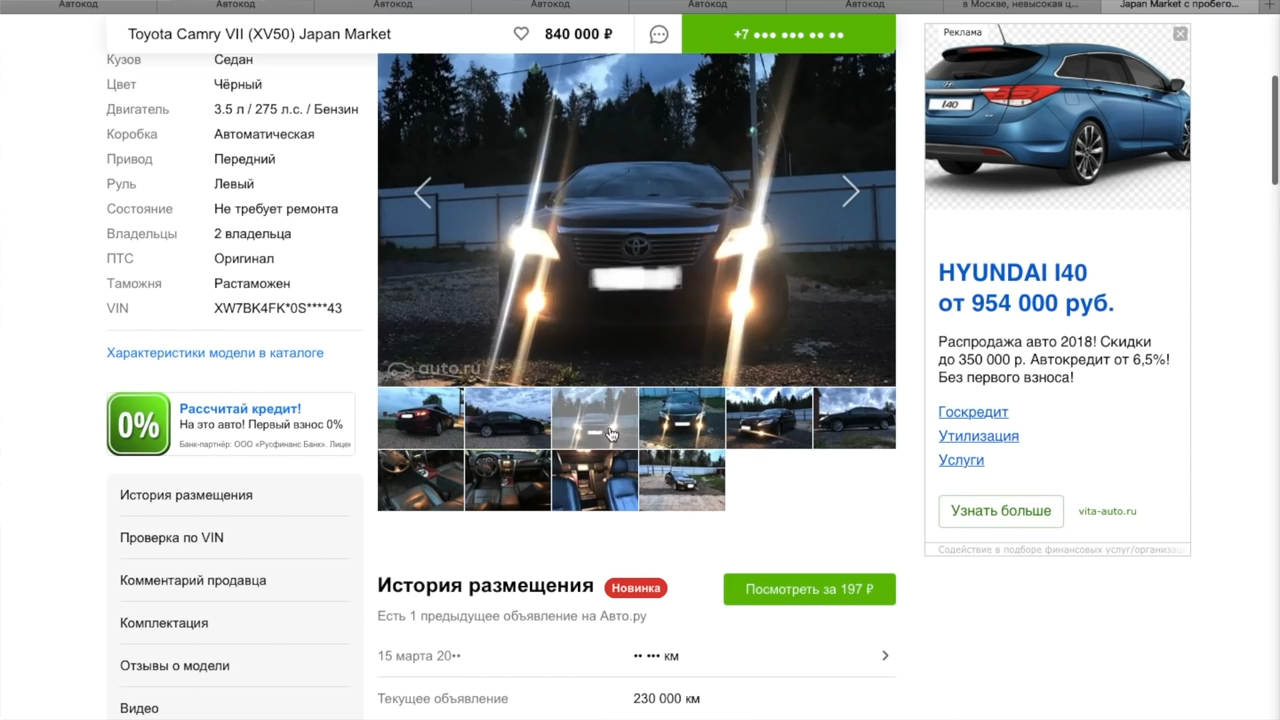 Автокод
Автокод
Автокод
Автокод
Автокод
Автокод
в Москве, невысокая ц...
Japan Market с пробего...
Toyota Camry VII (XV50) Japan Market
840 000 ₽
+7 ••• ••• •• ••
Кузов Седан
Цвет Чёрный
Двигатель 3.5 л / 275 л.с. / Бензин
Коробка Автоматическая
Привод Передний
Руль Левый
Состояние Не требует ремонта
Владельцы 2 владельца
ПТС Оригинал
Таможня Растаможен
VIN XW7BK4FK*0S****43
Характеристики модели в каталоге
0%
Рассчитай кредит!
На это авто! Первый взнос 0%
Банк-партнёр: ООО «Русфинанс Банк». Лицен
История размещения
Проверка по VIN
Комментарий продавца
Комплектация
Отзывы о модели
Видео
auto.ru
История размещения Новинка
Посмотреть за 197 ₽
Есть 1 предыдущее объявление на Авто.ру
15 марта 20•• •• ••• км
Текущее объявление 230 000 км
Реклама
i40
HYUNDAI I40
от 954 000 руб.
Распродажа авто 2018! Скидки
до 350 000 р. Автокредит от 6,5%!
Без первого взноса!
Госкредит
Утилизация
Услуги
Узнать больше
vita-auto.ru
Содействие в подборе финансовых услуг/организац